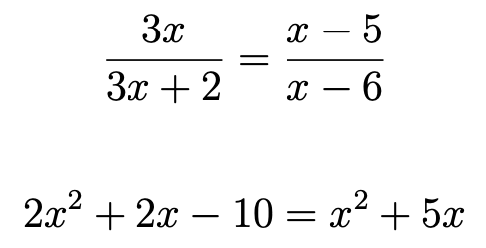 3x/(3x + 2) = (x − 5)/(x − 6)
2x² + 2x − 10 = x² + 5x